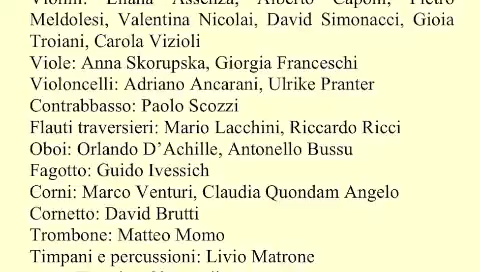 Violini: Eliana Assenza, Alberto Caponi, Pietro
Meldolesi, Valentina Nicolai, David Simonacci, Gioia
Troiani, Carola Vizioli
Viole: Anna Skorupska, Giorgia Franceschi
Violoncelli: Adriano Ancarani, Ulrike Pranter
Contrabbasso: Paolo Scozzi
Flauti traversieri: Mario Lacchini, Riccardo Ricci
Oboi: Orlando D’Achille, Antonello Bussu
Fagotto: Guido Ivessich
Corni: Marco Venturi, Claudia Quondam Angelo
Cornetto: David Brutti
Trombone: Matteo Momo
Timpani e percussioni: Livio Matrone